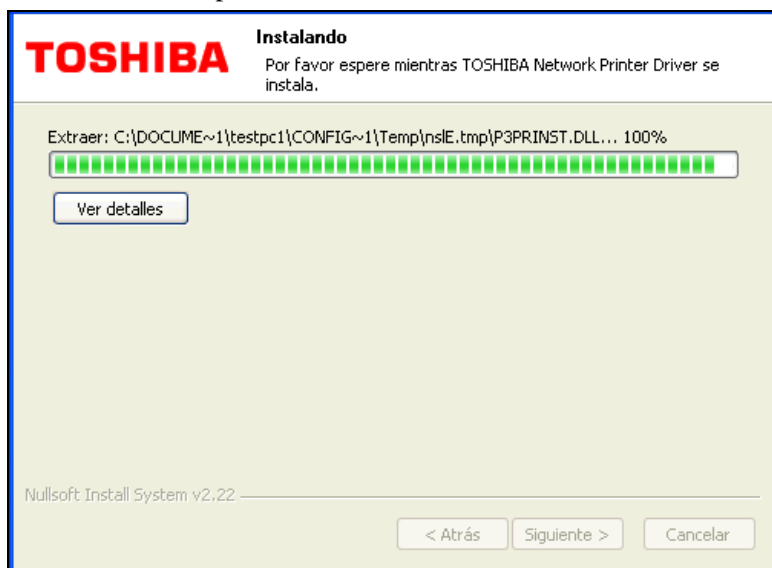 TOSHIBA
Instalando
Por favor espere mientras TOSHIBA Network Printer Driver se
instala.
Extraer: C:\DOCUME~1\testpc1\CONFIG~1\Temp\nslE.tmp\P3PRINST.DLL... 100%
Ver detalles
Nullsoft Install System v2.22
< Atrás
Siguiente >
Cancelar